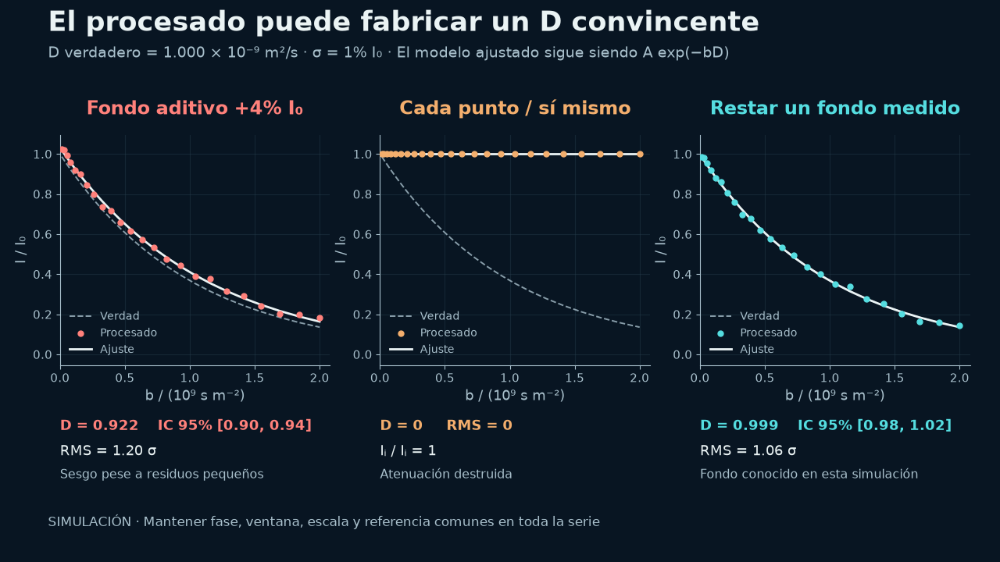 El procesado puede fabricar un D convincente
D verdadero = 1.000 × 10⁻⁹ m²/s · σ = 1% I₀ · El modelo ajustado sigue siendo A exp(−bD)
Fondo aditivo +4% I₀
I / I₀
1.0
0.8
0.6
0.4
0.2
0.0
Verdad
Procesado
Ajuste
0.0 0.5 1.0 1.5 2.0
b / (10⁹ s m⁻²)
D = 0.922 IC 95% [0.90, 0.94]
RMS = 1.20 σ
Sesgo pese a residuos pequeños
Cada punto / sí mismo
I / I₀
1.0
0.8
0.6
0.4
0.2
0.0
Verdad
Procesado
Ajuste
0.0 0.5 1.0 1.5 2.0
b / (10⁹ s m⁻²)
D = 0 RMS = 0
Iᵢ / Iᵢ = 1
Atenuación destruida
Restar un fondo medido
I / I₀
1.0
0.8
0.6
0.4
0.2
0.0
Verdad
Procesado
Ajuste
0.0 0.5 1.0 1.5 2.0
b / (10⁹ s m⁻²)
D = 0.999 IC 95% [0.98, 1.02]
RMS = 1.06 σ
Fondo conocido en esta simulación
SIMULACIÓN · Mantener fase, ventana, escala y referencia comunes en toda la serie